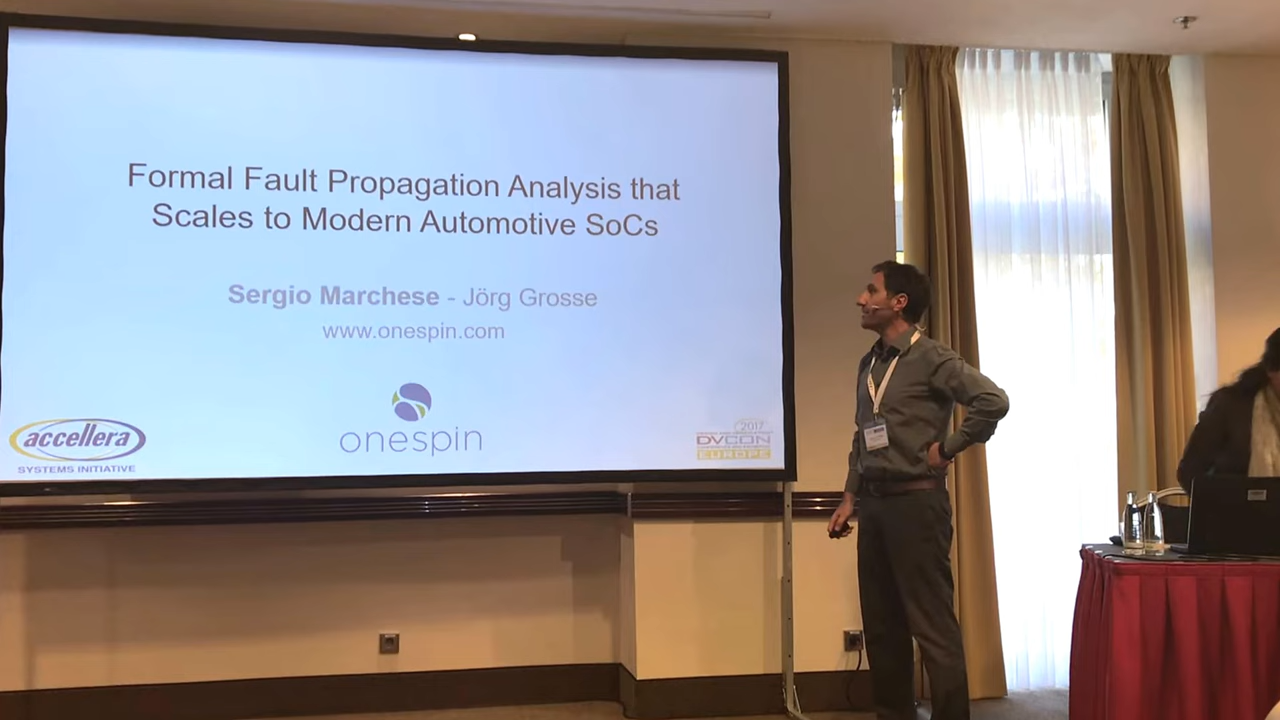 Formal Fault Propagation Analysis that
Scales to Modern Automotive SoCs
Sergio Marchese - Jörg Grosse
www.onespin.com
onespin
accellera
SYSTEMS INITIATIVE
2017
DVCON
EUROPE